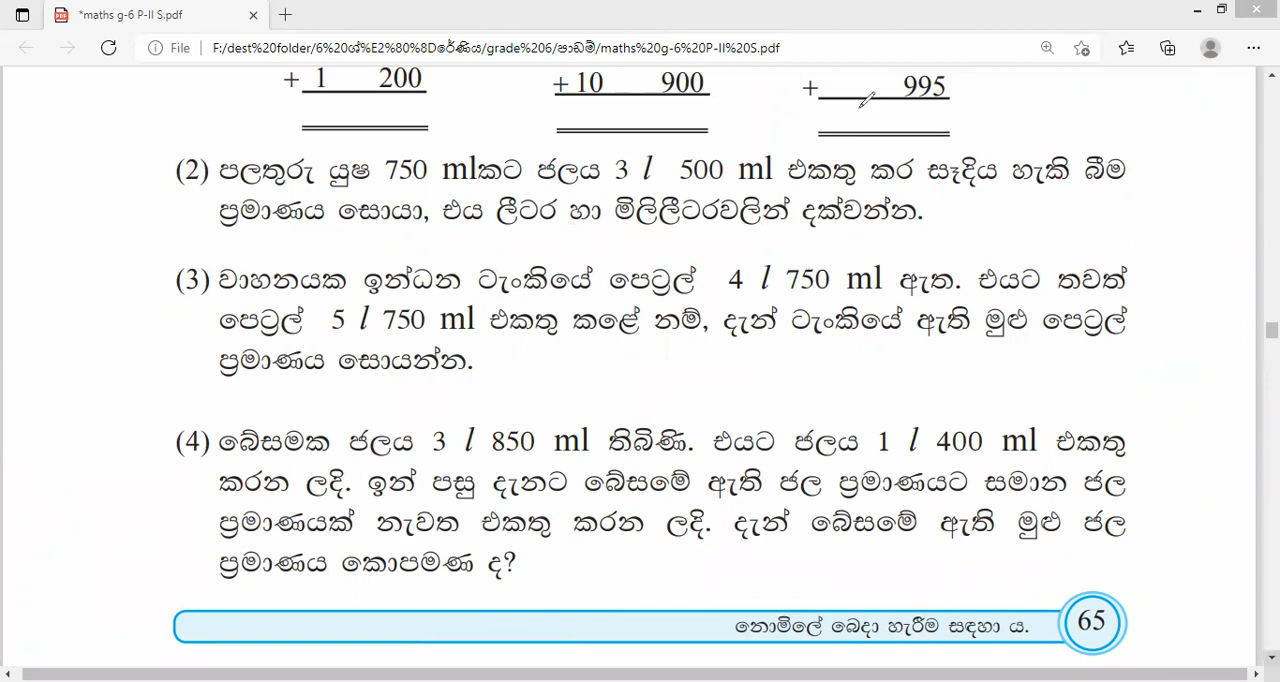 *maths g-6 P-II S.pdf
File F:/dest%20folder/6%20ශ්%E2%80%8Dරේණිය/grade%206/පාඩම්/maths%20g-6%20P-II%20S.pdf
+ 1 200 + 10 900 + 995
(2) පලතුරු යුෂ 750 mlකට ජලය 3 l 500 ml එකතු කර සෑදිය හැකි බීම
ප්‍රමාණය සොයා, එය ලීටර හා මිලිලීටරවලින් දක්වන්න.
(3) වාහනයක ඉන්ධන ටැංකියේ පෙට්‍රල් 4 l 750 ml ඇත. එයට තවත්
පෙට්‍රල් 5 l 750 ml එකතු කළේ නම්, දැන් ටැංකියේ ඇති මුළු පෙට්‍රල්
ප්‍රමාණය සොයන්න.
(4) බේසමක ජලය 3 l 850 ml තිබිණි. එයට ජලය 1 l 400 ml එකතු
කරන ලදි. ඉන් පසු දැනට බේසමේ ඇති ජල ප්‍රමාණයට සමාන ජල
ප්‍රමාණයක් නැවත එකතු කරන ලදි. දැන් බේසමේ ඇති මුළු ජල
ප්‍රමාණය කොපමණ ද?
නොමිලේ බෙදා හැරීම සඳහා ය. 65